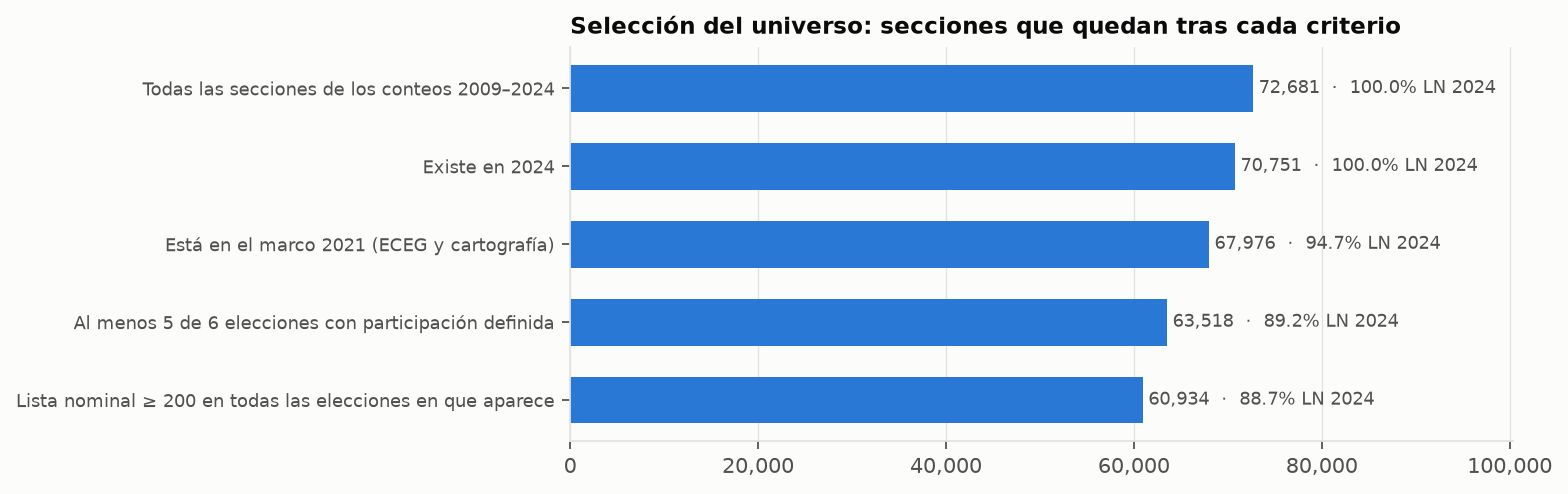 Selección del universo: secciones que quedan tras cada criterio
Todas las secciones de los conteos 2009–2024
72,681 · 100.0% LN 2024
Existe en 2024
70,751 · 100.0% LN 2024
Está en el marco 2021 (ECEG y cartografía)
67,976 · 94.7% LN 2024
Al menos 5 de 6 elecciones con participación definida
63,518 · 89.2% LN 2024
Lista nominal ≥ 200 en todas las elecciones en que aparece
60,934 · 88.7% LN 2024
0 20,000 40,000 60,000 80,000 100,000